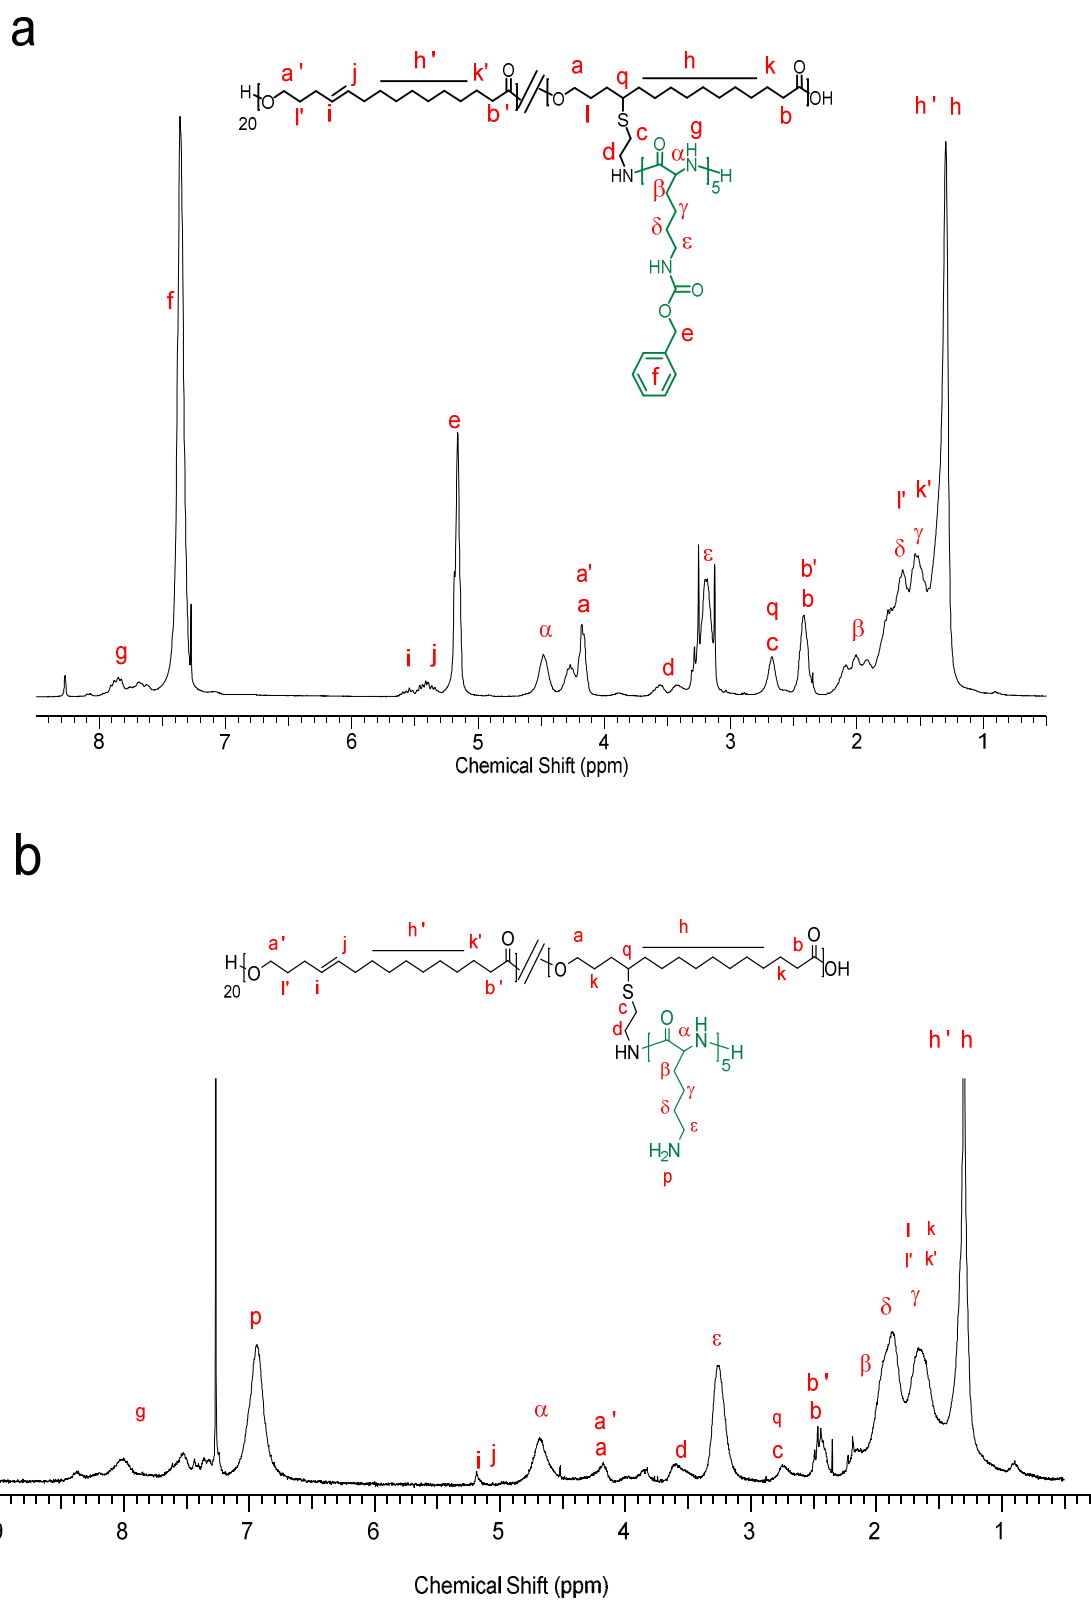 a
a ' j h ' k' O a q h k O
H O 20 l' i b ' O l S b OH
h ' h
c g
d O α H N
HN 5 H
β γ
δ ε
HN
O
O
e
f
f
e
l' k'
δ γ
ε
b'
a' q b
α a β
g i j d c
8 7 6 5 4 3 2 1
Chemical Shift (ppm)
b
a ' j h ' k' O a q h b O
H O 20 l' i b ' O k S k OH
c
d O α H N
HN 5 H
h ' h
β γ
δ ε
H2N
p
l k
l' k'
δ γ
p ε
β
b '
g α a ' q b
i j a d c
9 8 7 6 5 4 3 2 1
Chemical Shift (ppm)